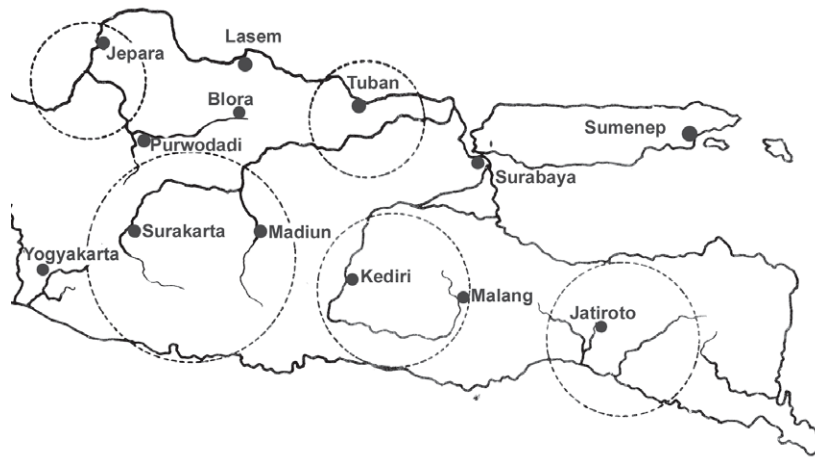 Lasem
Jepara
Tuban
Blora
Sumenep
Purwodadi
Surabaya
Surakarta
Madiun
Yogyakarta
Kediri
Malang
Jatiroto